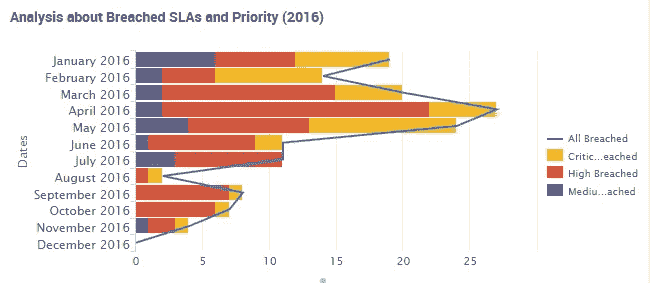 Analysis about Breached SLAs and Priority (2016)
January 2016
February 2016
March 2016
April 2016
May 2016
June 2016
July 2016
August 2016
September 2016
October 2016
November 2016
December 2016
Dates
0
5
10
15
20
25
All Breached
Critic...eached
High Breached
Mediu...ached